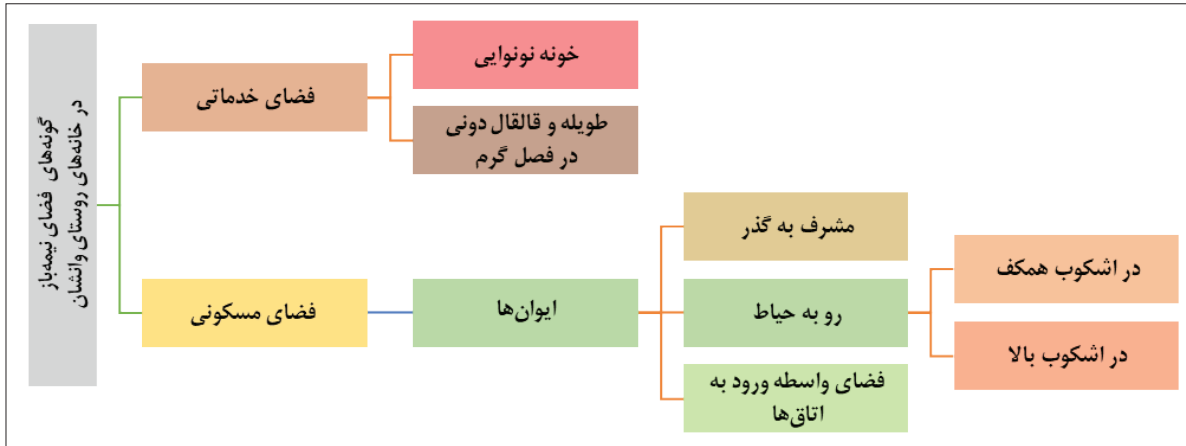 گونه‌های فضای نیمه‌باز
در خانه‌های روستای وانشان
فضای خدماتی
خونه نونوایی
طویله و قالقال دونی
در فصل گرم
فضای مسکونی
ایوان‌ها
مشرف به گذر
رو به حیاط
فضای واسطه ورود به
اتاق‌ها
در اشکوب همکف
در اشکوب بالا